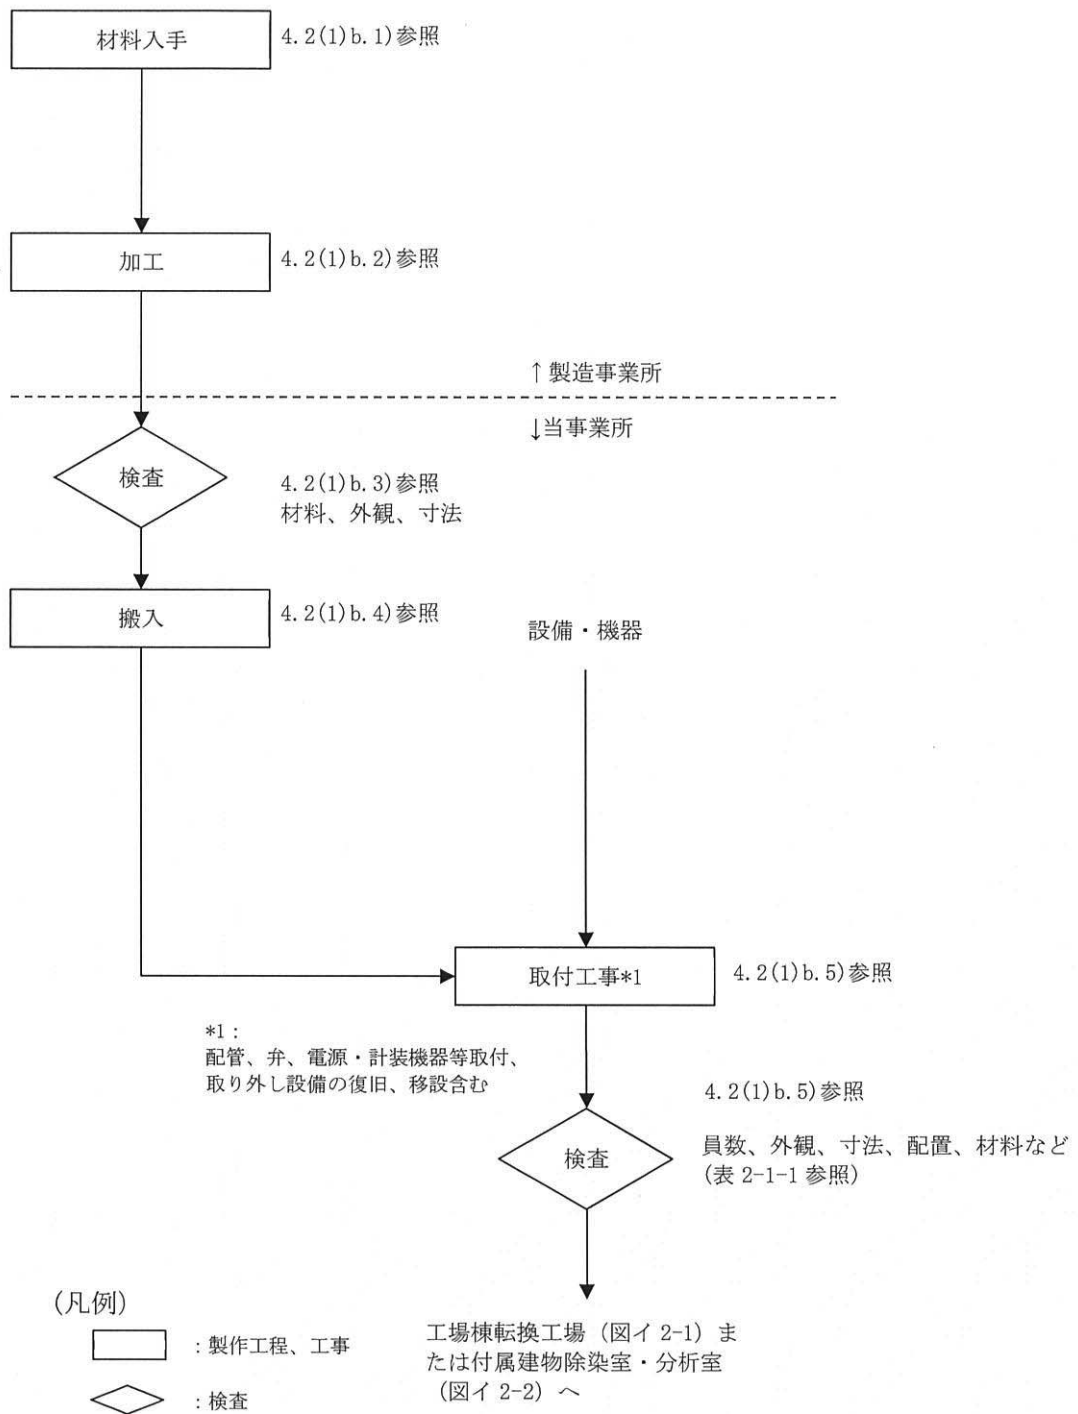 材料入手
4.2(1)b.1)参照
加工
4.2(1)b.2)参照
↑製造事業所
↓当事業所
検査
4.2(1)b.3)参照
材料、外観、寸法
搬入
4.2(1)b.4)参照
設備・機器
取付工事*1
4.2(1)b.5)参照
*1：
配管、弁、電源・計装機器等取付、
取り外し設備の復旧、移設含む
4.2(1)b.5)参照
検査
員数、外観、寸法、配置、材料など
(表 2-1-1 参照)
(凡例)
：製作工程、工事
：検査
工場棟転換工場（図イ 2-1）ま
たは付属建物除染室・分析室
（図イ 2-2）へ